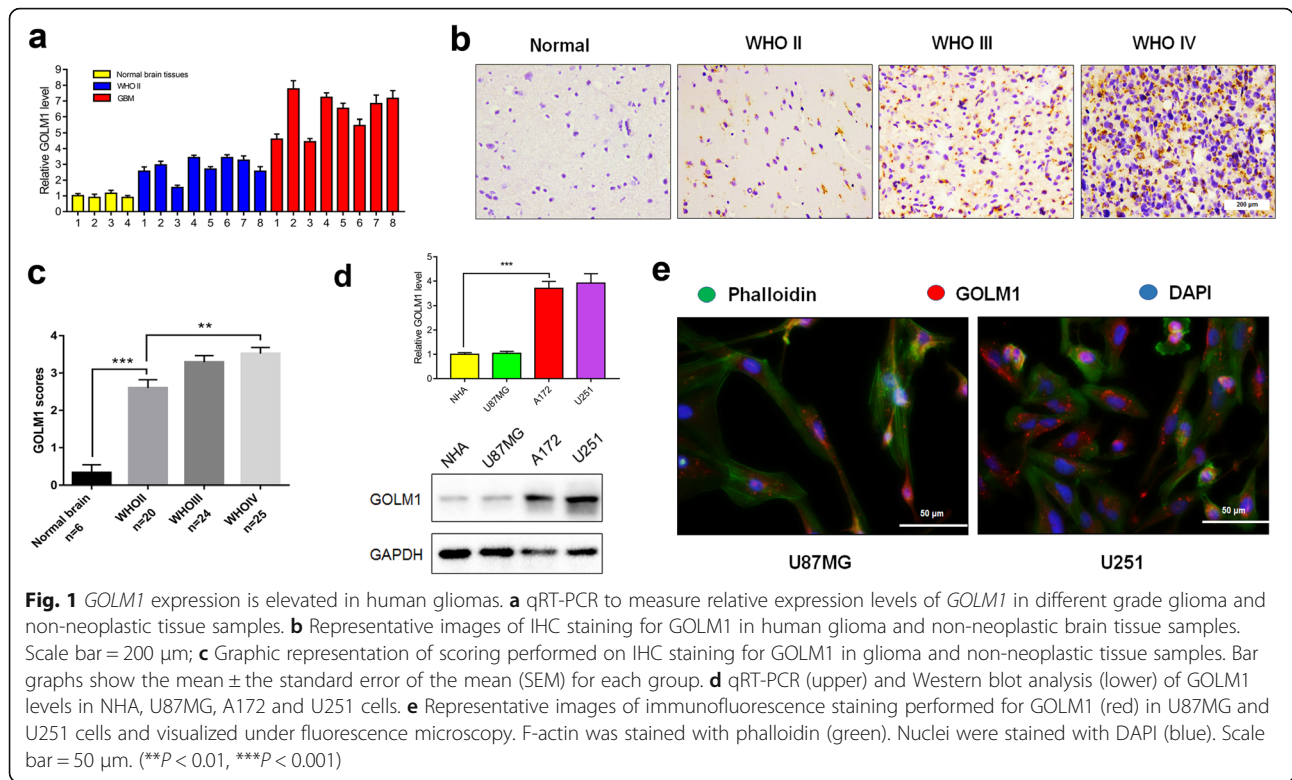 a
Relative GOLM1 level
9
8
7
6
5
4
3
2
1
0
Normal brain tissues
WHO II
GBM
1 2 3 4 1 2 3 4 5 6 7 8 1 2 3 4 5 6 7 8
b
Normal WHO II WHO III WHO IV
200 μm
c
GOLM1 scores
4
3
2
1
0
***
**
Normal brain n=6
WHOII n=20
WHOIII n=24
WHOIV n=25
d
Relative GOLM1 level
5
4
3
2
1
0
***
NHA U87MG A172 U251
NHA U87MG A172 U251
GOLM1
GAPDH
e
Phalloidin GOLM1 DAPI
50 μm
50 μm
U87MG U251
Fig. 1 GOLM1 expression is elevated in human gliomas. a qRT-PCR to measure relative expression levels of GOLM1 in different grade glioma and
non-neoplastic tissue samples. b Representative images of IHC staining for GOLM1 in human glioma and non-neoplastic brain tissue samples.
Scale bar = 200 μm; c Graphic representation of scoring performed on IHC staining for GOLM1 in glioma and non-neoplastic tissue samples. Bar
graphs show the mean ± the standard error of the mean (SEM) for each group. d qRT-PCR (upper) and Western blot analysis (lower) of GOLM1
levels in NHA, U87MG, A172 and U251 cells. e Representative images of immunofluorescence staining performed for GOLM1 (red) in U87MG and
U251 cells and visualized under fluorescence microscopy. F-actin was stained with phalloidin (green). Nuclei were stained with DAPI (blue). Scale
bar = 50 μm. (**P < 0.01, ***P < 0.001)